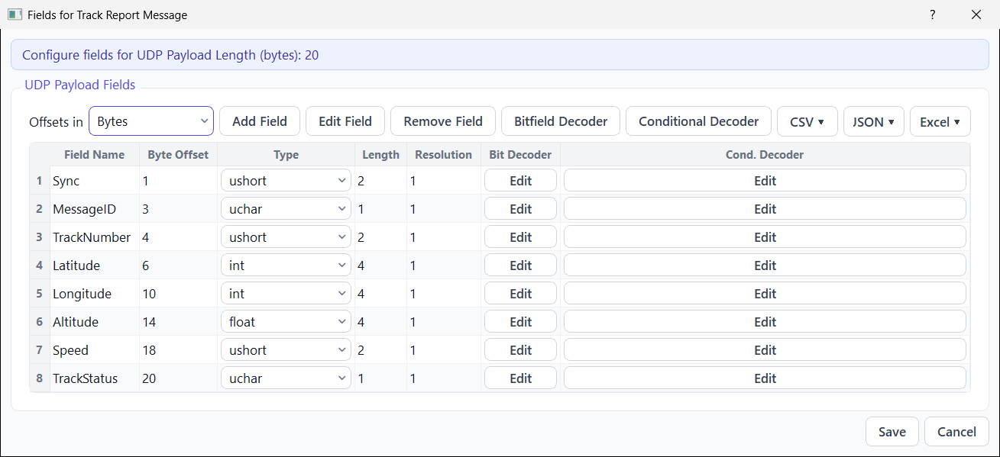 Fields for Track Report Message ?
Configure fields for UDP Payload Length (bytes): 20
UDP Payload Fields
Offsets in Bytes Add Field Edit Field Remove Field Bitfield Decoder Conditional Decoder CSV ▼ JSON ▼ Excel ▼
Field Name Byte Offset Type Length Resolution Bit Decoder Cond. Decoder
1 Sync 1 ushort 2 1 Edit Edit
2 MessageID 3 uchar 1 1 Edit Edit
3 TrackNumber 4 ushort 2 1 Edit Edit
4 Latitude 6 int 4 1 Edit Edit
5 Longitude 10 int 4 1 Edit Edit
6 Altitude 14 float 4 1 Edit Edit
7 Speed 18 ushort 2 1 Edit Edit
8 TrackStatus 20 uchar 1 1 Edit Edit
Save Cancel